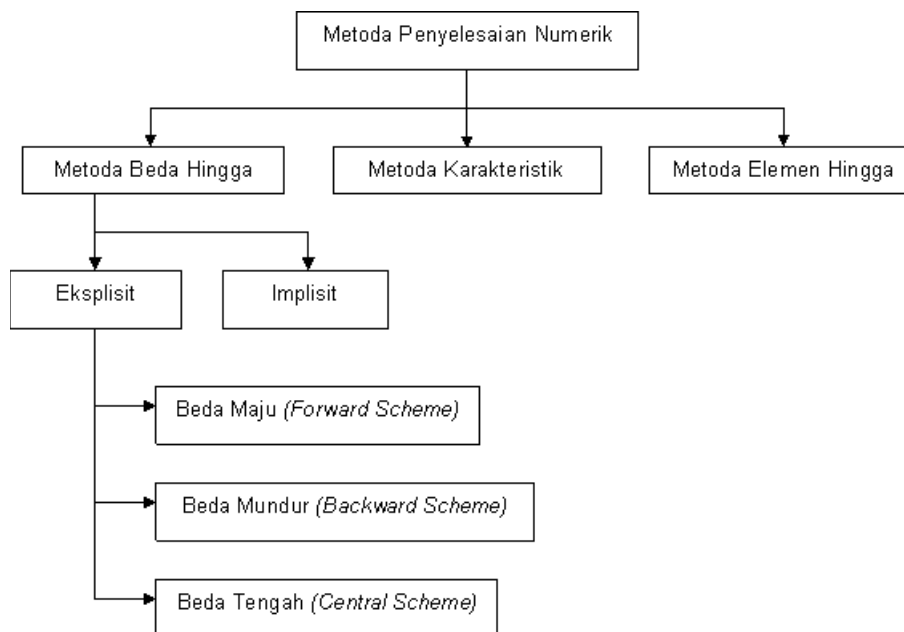 Metoda Penyelesaian Numerik
Metoda Beda Hingga
Metoda Karakteristik
Metoda Elemen Hingga
Eksplisit
Implisit
Beda Maju (Forward Scheme)
Beda Mundur (Backward Scheme)
Beda Tengah (Central Scheme)